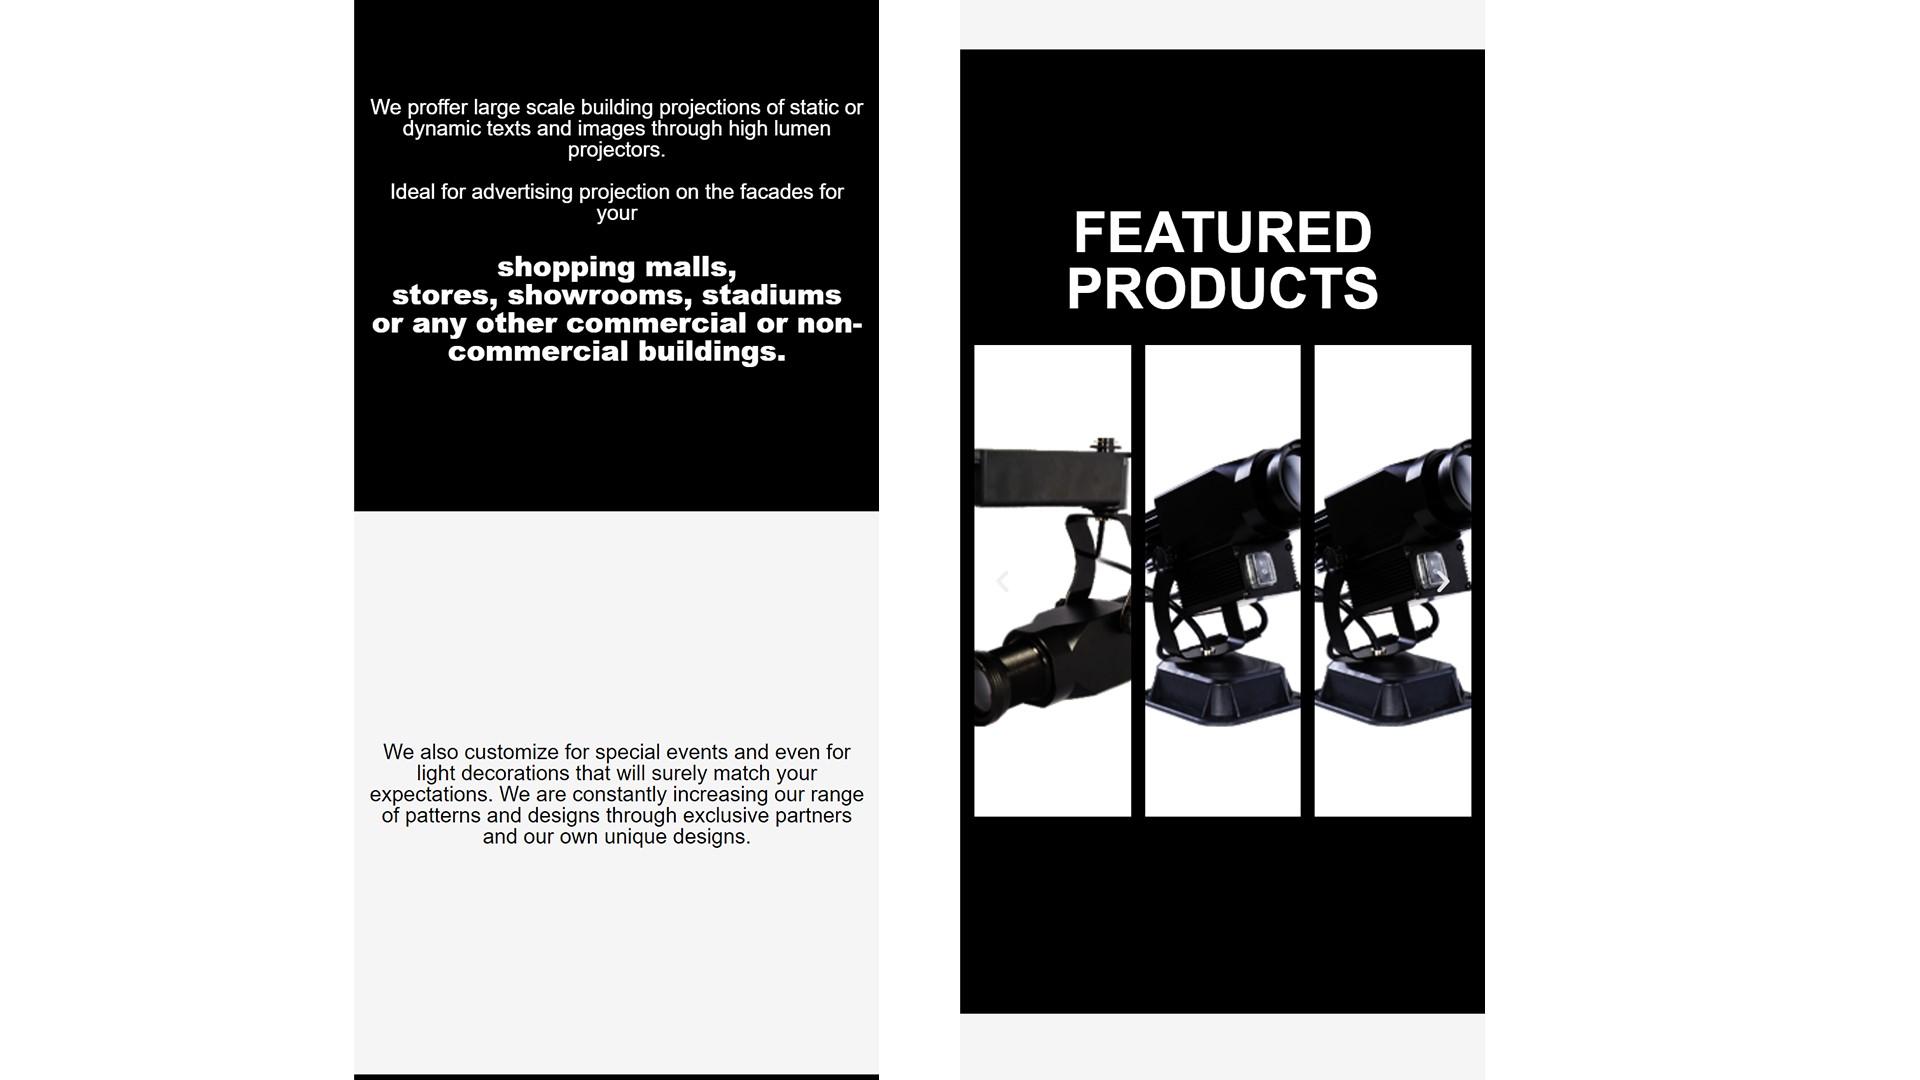 We proffer large scale building projections of static or
dynamic texts and images through high lumen
projectors.
Ideal for advertising projection on the facades for
your
shopping malls,
stores, showrooms, stadiums
or any other commercial or non-
commercial buildings.
We also customize for special events and even for
light decorations that will surely match your
expectations. We are constantly increasing our range
of patterns and designs through exclusive partners
and our own unique designs.
FEATURED
PRODUCTS